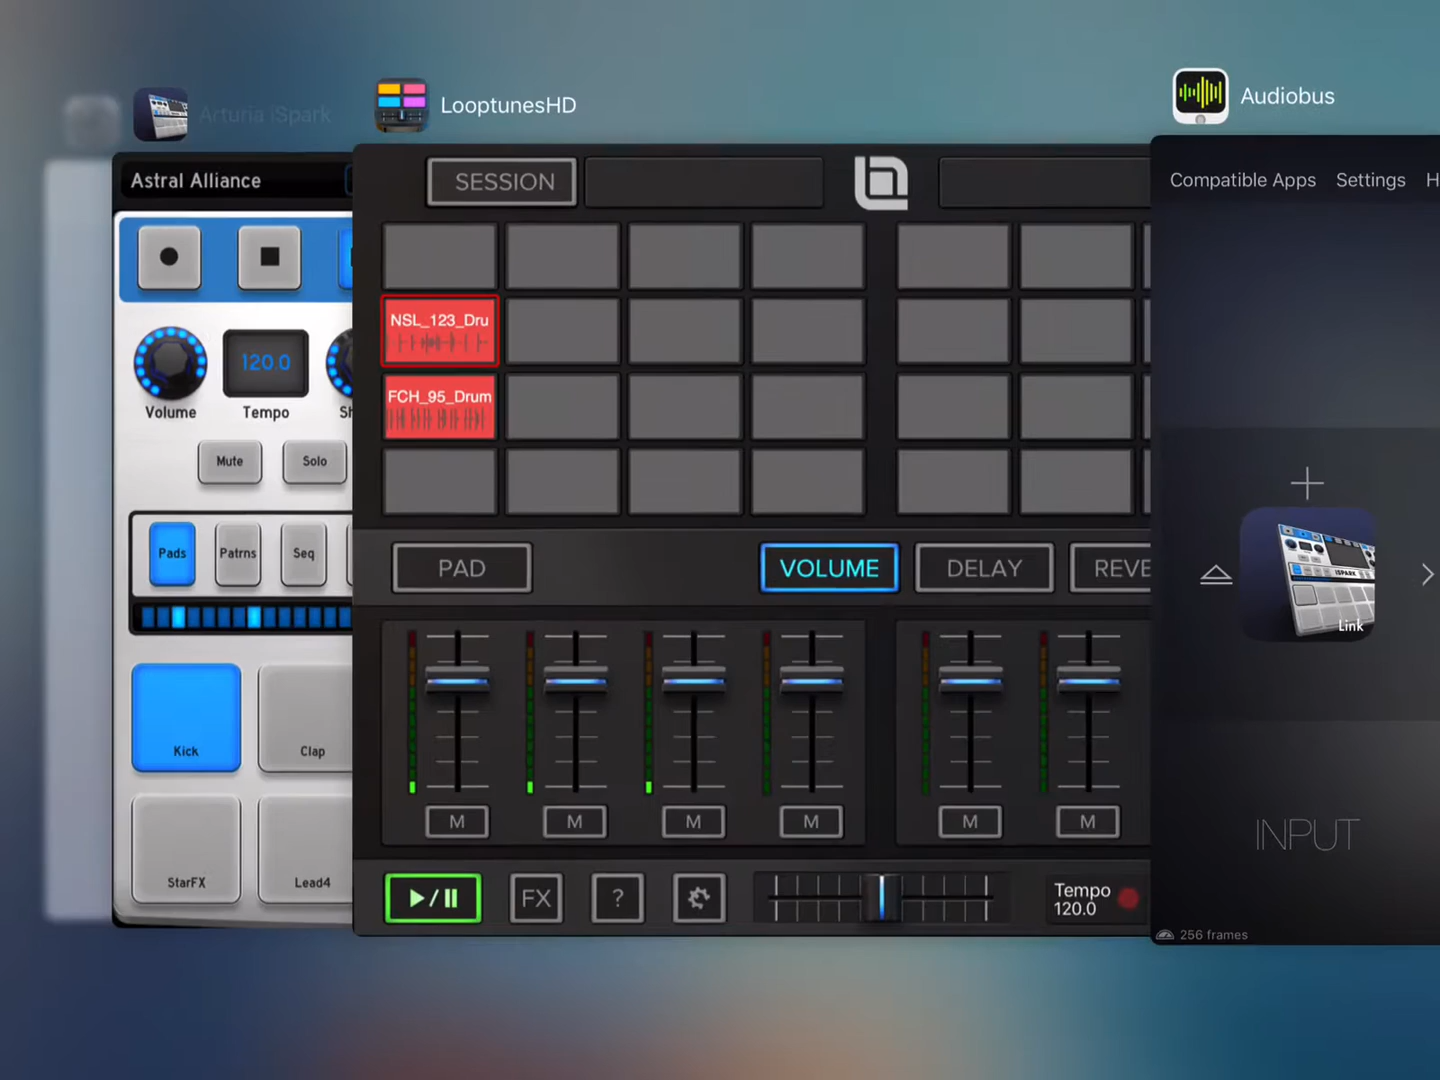 Arturia iSpark
LooptunesHD
Audiobus
Astral Alliance
SESSION
Compatible Apps
Settings
120.0
Volume
Tempo
Mute
Solo
Pads
Patrns
Seq
Kick
Clap
StarFX
Lead4
NSL_123_Dru
FCH_95_Drum
PAD
VOLUME
DELAY
REVE
M
M
M
M
M
M
▶/II
FX
?
Tempo
120.0
iSPARK
Link
INPUT
256 frames